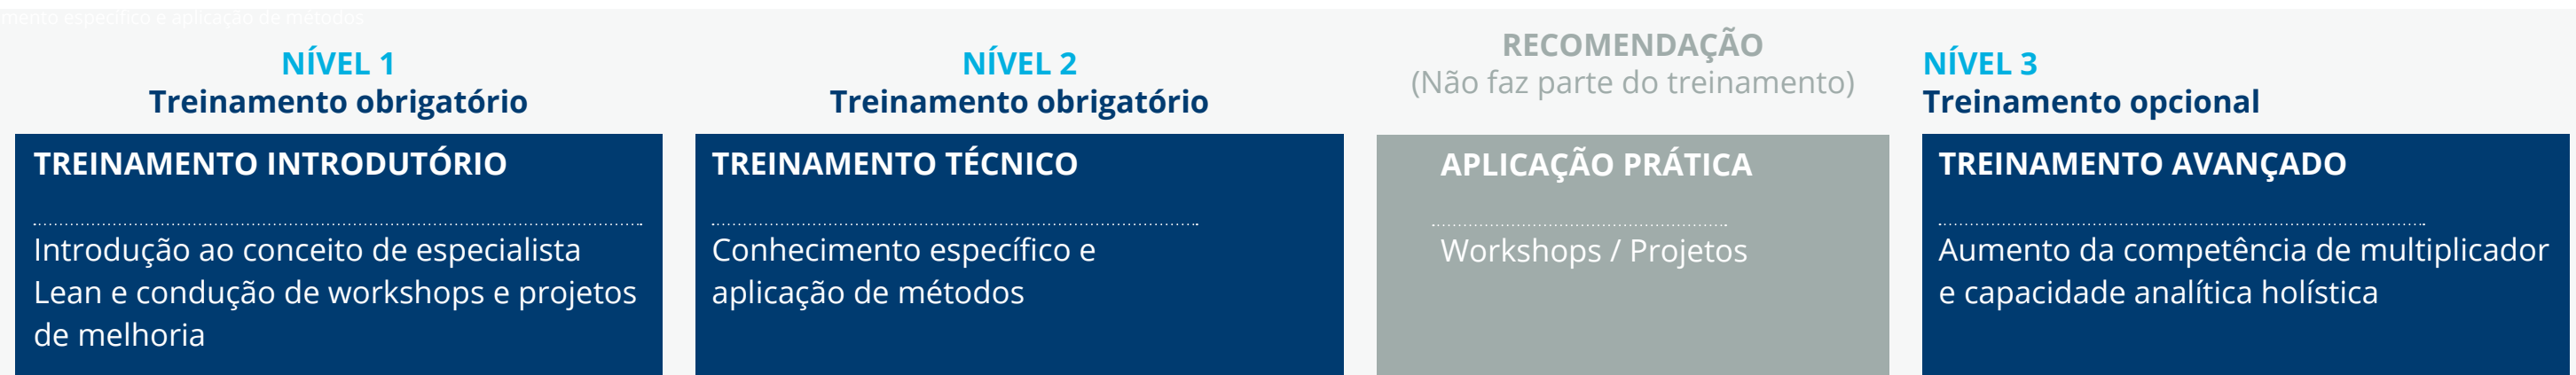 mento específico e aplicação de métodos
NÍVEL 1
Treinamento obrigatório
TREINAMENTO INTRODUTÓRIO
Introdução ao conceito de especialista
Lean e condução de workshops e projetos
de melhoria
NÍVEL 2
Treinamento obrigatório
TREINAMENTO TÉCNICO
Conhecimento específico e
aplicação de métodos
RECOMENDAÇÃO
(Não faz parte do treinamento)
APLICAÇÃO PRÁTICA
Workshops / Projetos
NÍVEL 3
Treinamento opcional
TREINAMENTO AVANÇADO
Aumento da competência de multiplicador
e capacidade analítica holística